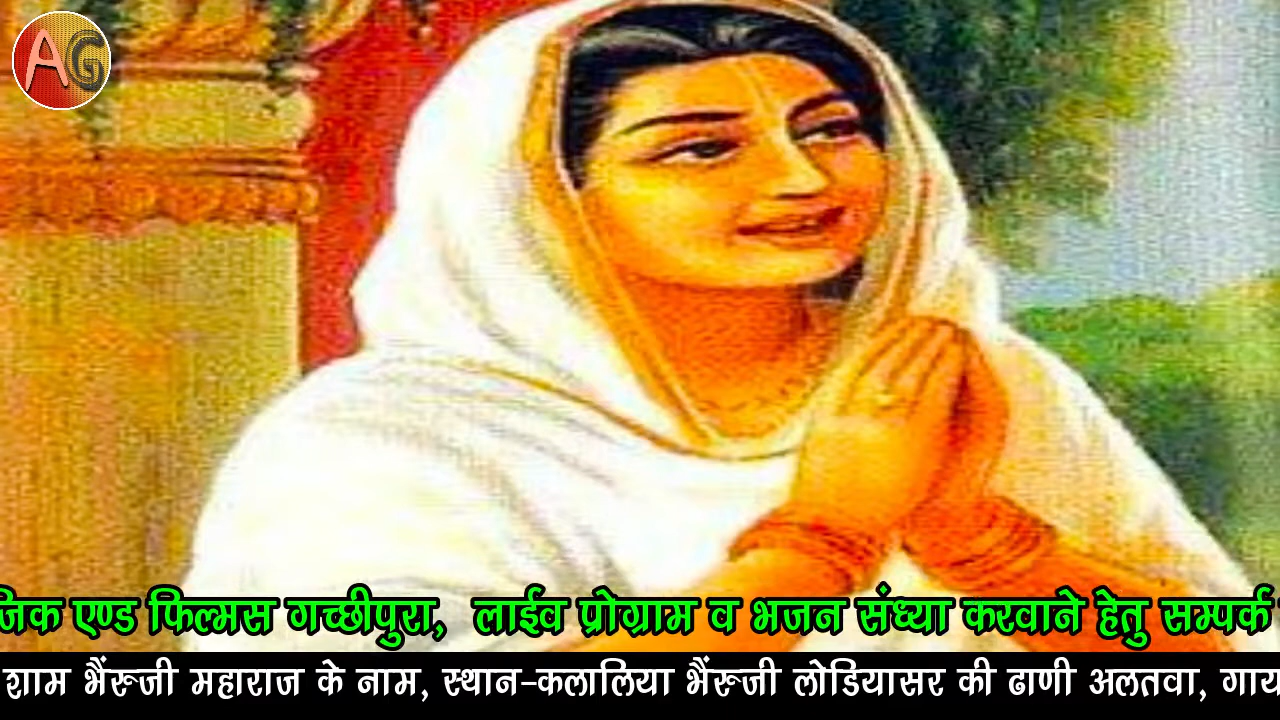 AG
जिक एण्ड फिल्मस गच्छीपुरा, लाईव प्रोग्राम व भजन संध्या करवाने हेतु सम्पर्क
शाम भैंरूजी महाराज के नाम, स्थान-कलालिया भैंरूजी लोडियासर की ढाणी अलतवा, गाय